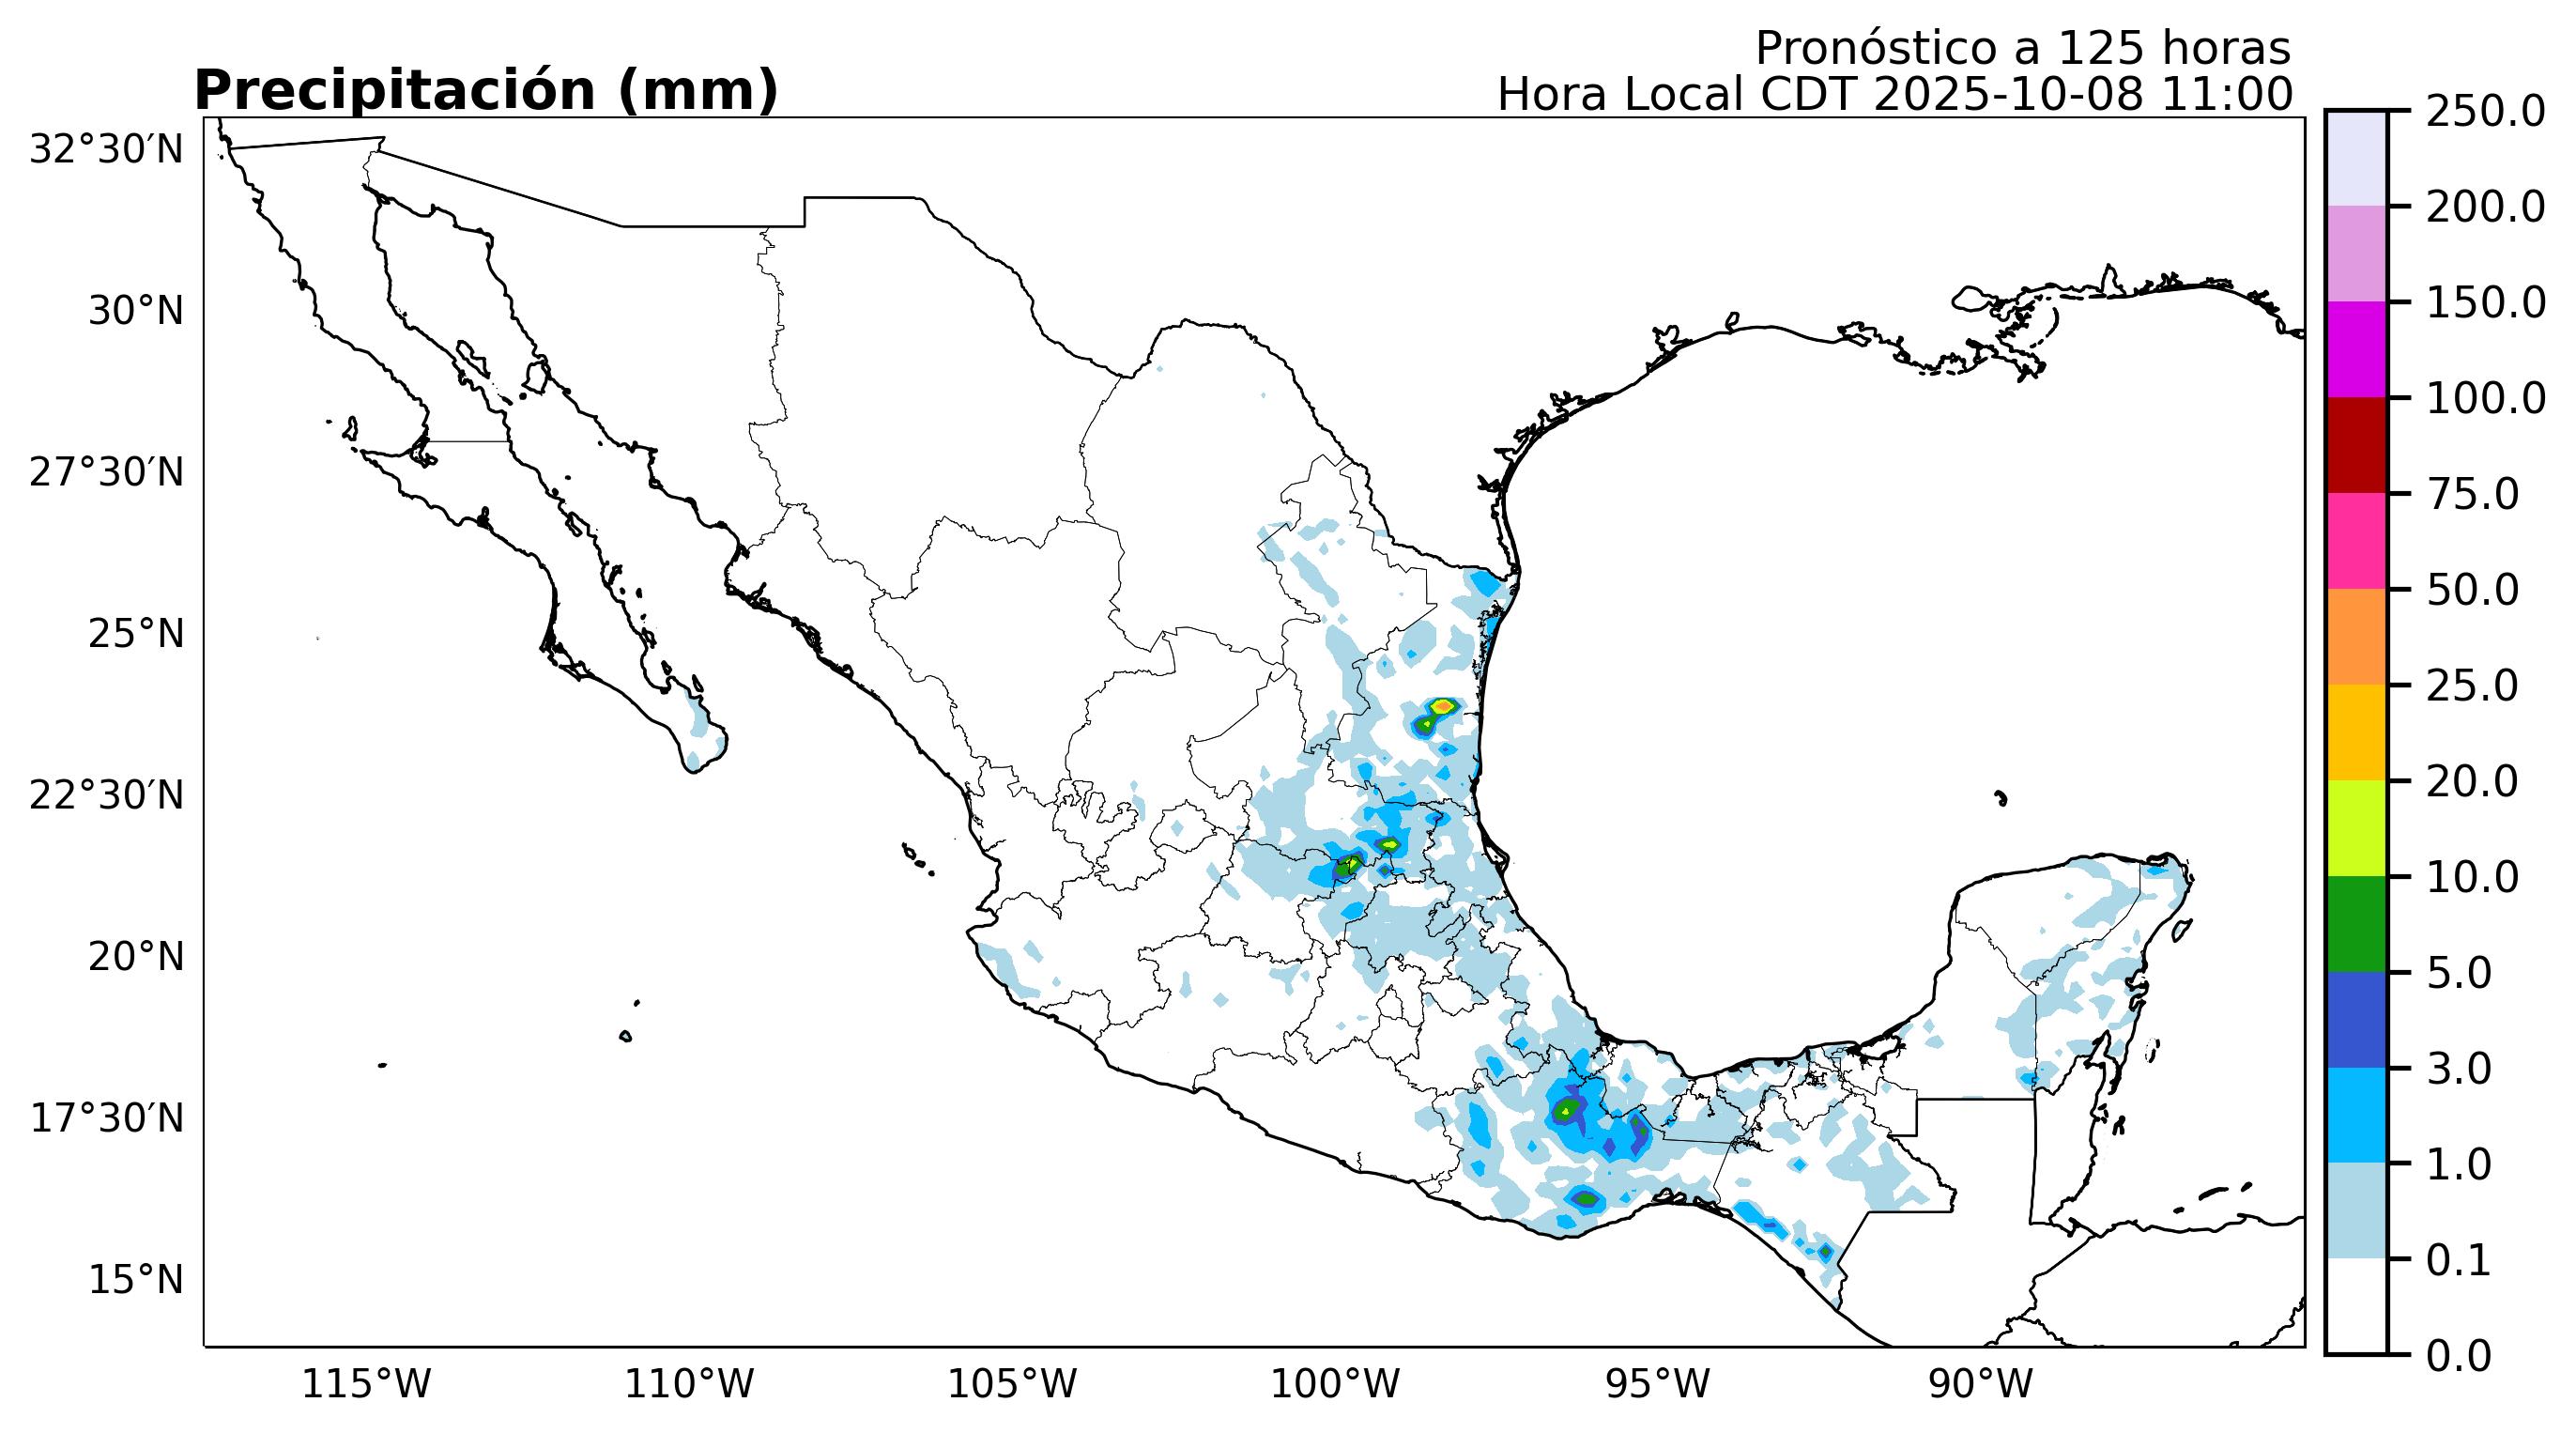 Pronóstico a 125 horas
Precipitación (mm)
Hora Local CDT 2025-10-08 11:00
32°30′N
30°N
27°30′N
25°N
22°30′N
20°N
17°30′N
15°N
115°W
110°W
105°W
100°W
95°W
90°W
250.0
200.0
150.0
100.0
75.0
50.0
25.0
20.0
10.0
5.0
3.0
1.0
0.1
0.0